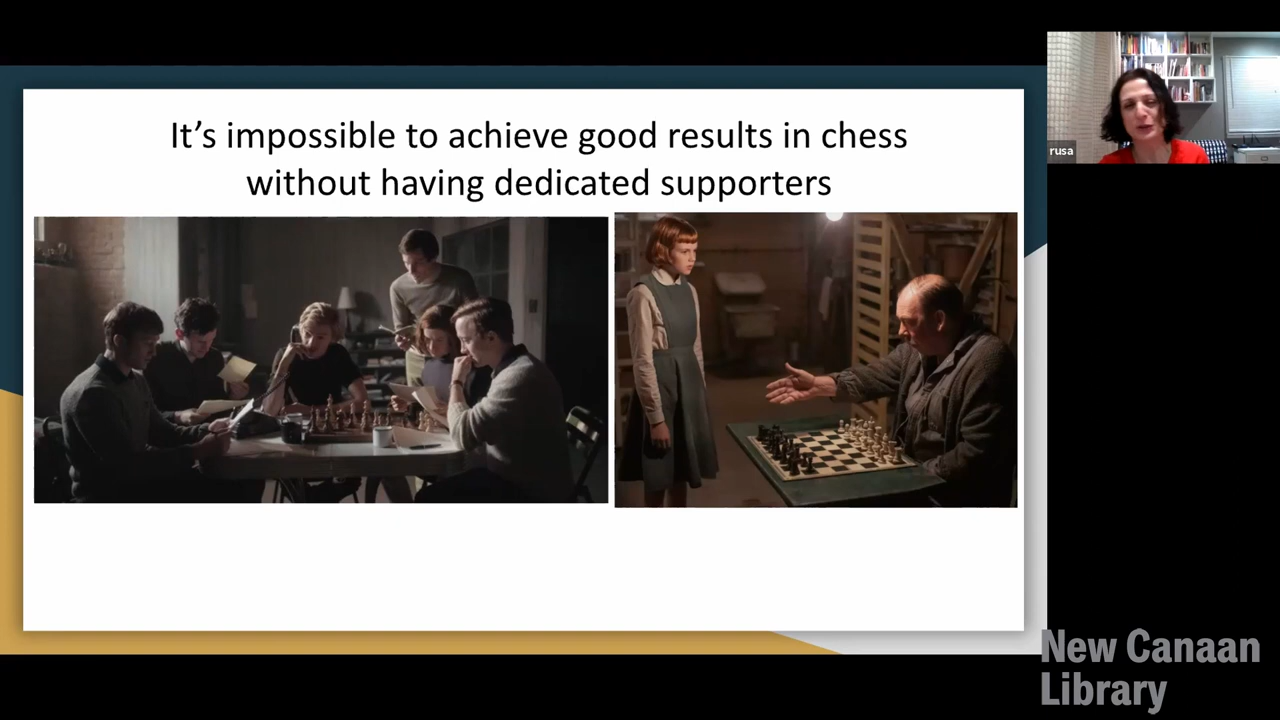 It's impossible to achieve good results in chess
without having dedicated supporters
rusa
New Canaan
Library